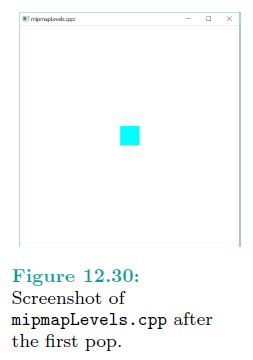 mipmapLevels.cpp
Figure 12.30:
Screenshot of
mipmapLevels.cpp after
the first pop.